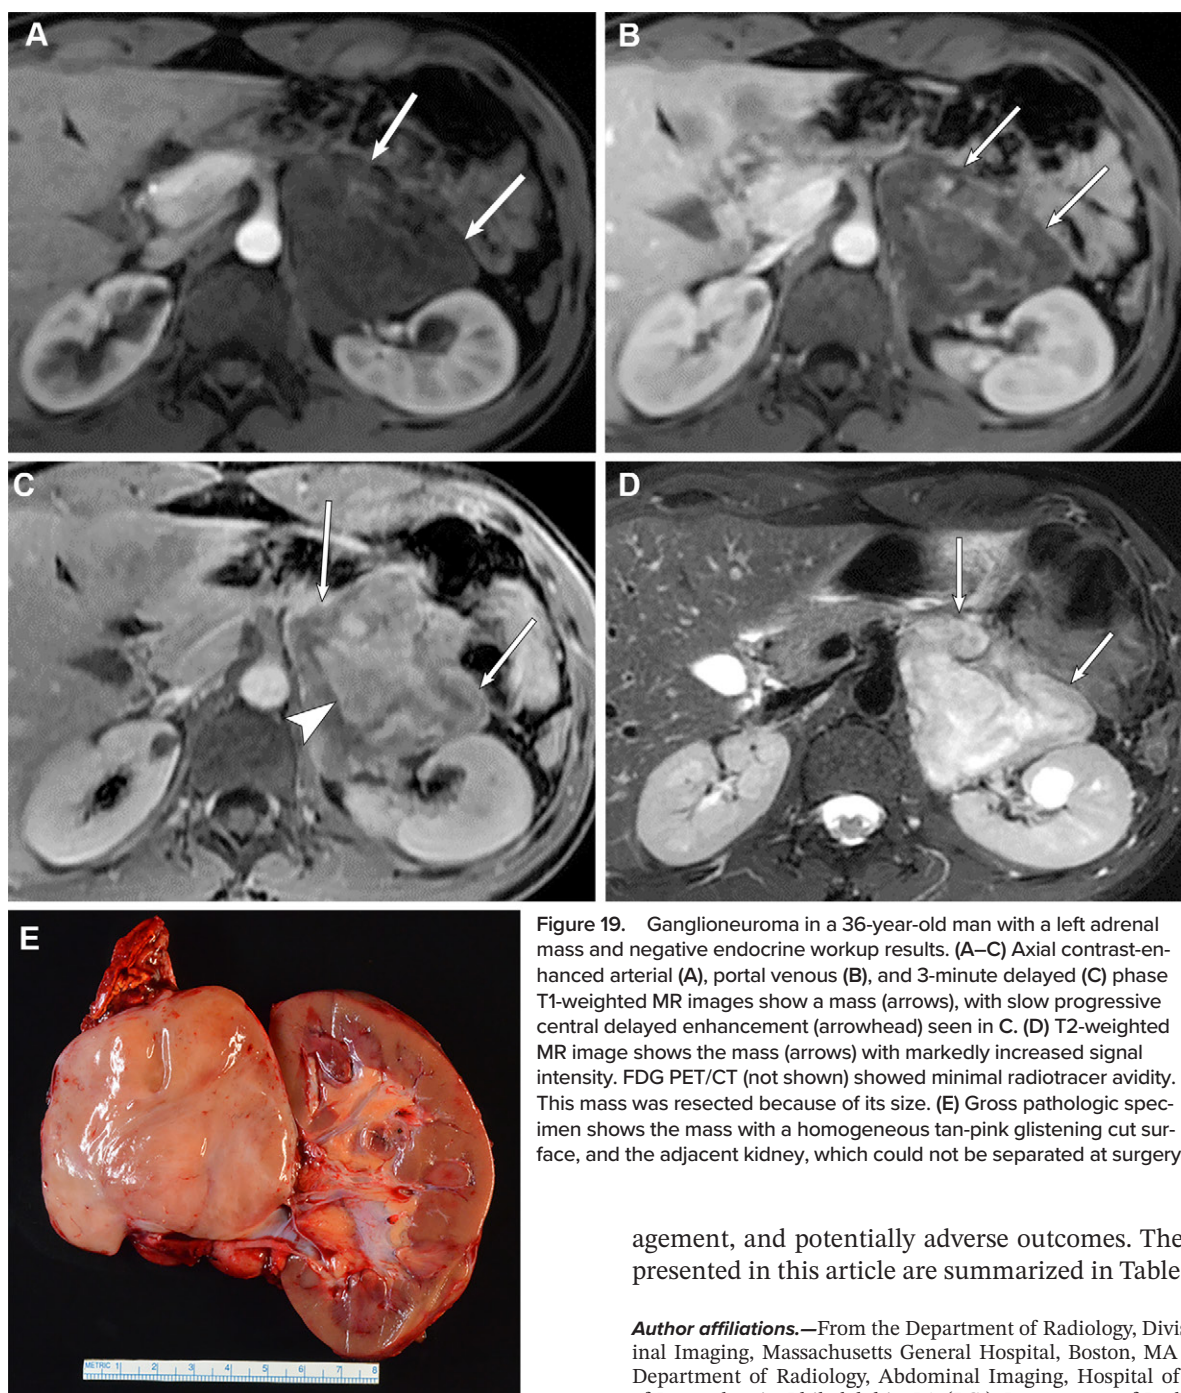 A
B
C
D
E
Figure 19. Ganglioneuroma in a 36-year-old man with a left adrenal
mass and negative endocrine workup results. (A–C) Axial contrast-en-
hanced arterial (A), portal venous (B), and 3-minute delayed (C) phase
T1-weighted MR images show a mass (arrows), with slow progressive
central delayed enhancement (arrowhead) seen in C. (D) T2-weighted
MR image shows the mass (arrows) with markedly increased signal
intensity. FDG PET/CT (not shown) showed minimal radiotracer avidity.
This mass was resected because of its size. (E) Gross pathologic spec-
imen shows the mass with a homogeneous tan-pink glistening cut sur-
face, and the adjacent kidney, which could not be separated at surgery
METRIC 1 2 3 4 5 6 7 8
agement, and potentially adverse outcomes. The
presented in this article are summarized in Table
Author affiliations.—From the Department of Radiology, Divis
inal Imaging, Massachusetts General Hospital, Boston, MA
Department of Radiology, Abdominal Imaging, Hospital of